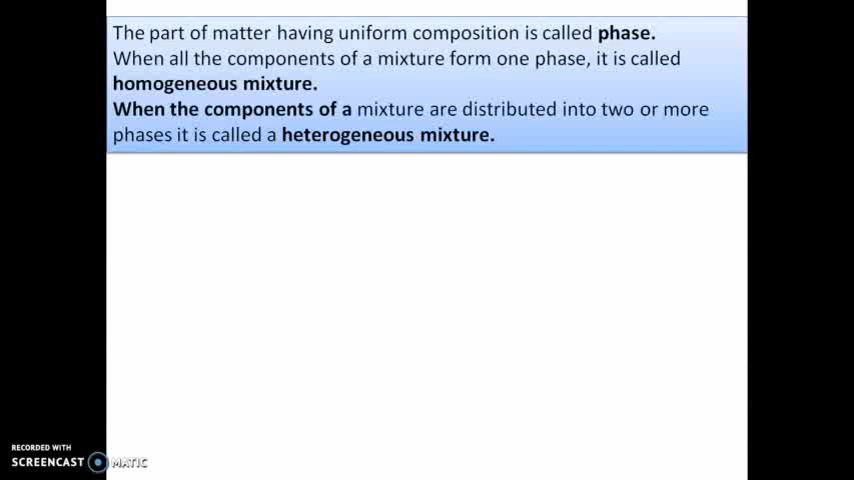 The part of matter having uniform composition is called phase.
When all the components of a mixture form one phase, it is called
homogeneous mixture.
When the components of a mixture are distributed into two or more
phases it is called a heterogeneous mixture.
RECORDED WITH
SCREENCAST MATIC